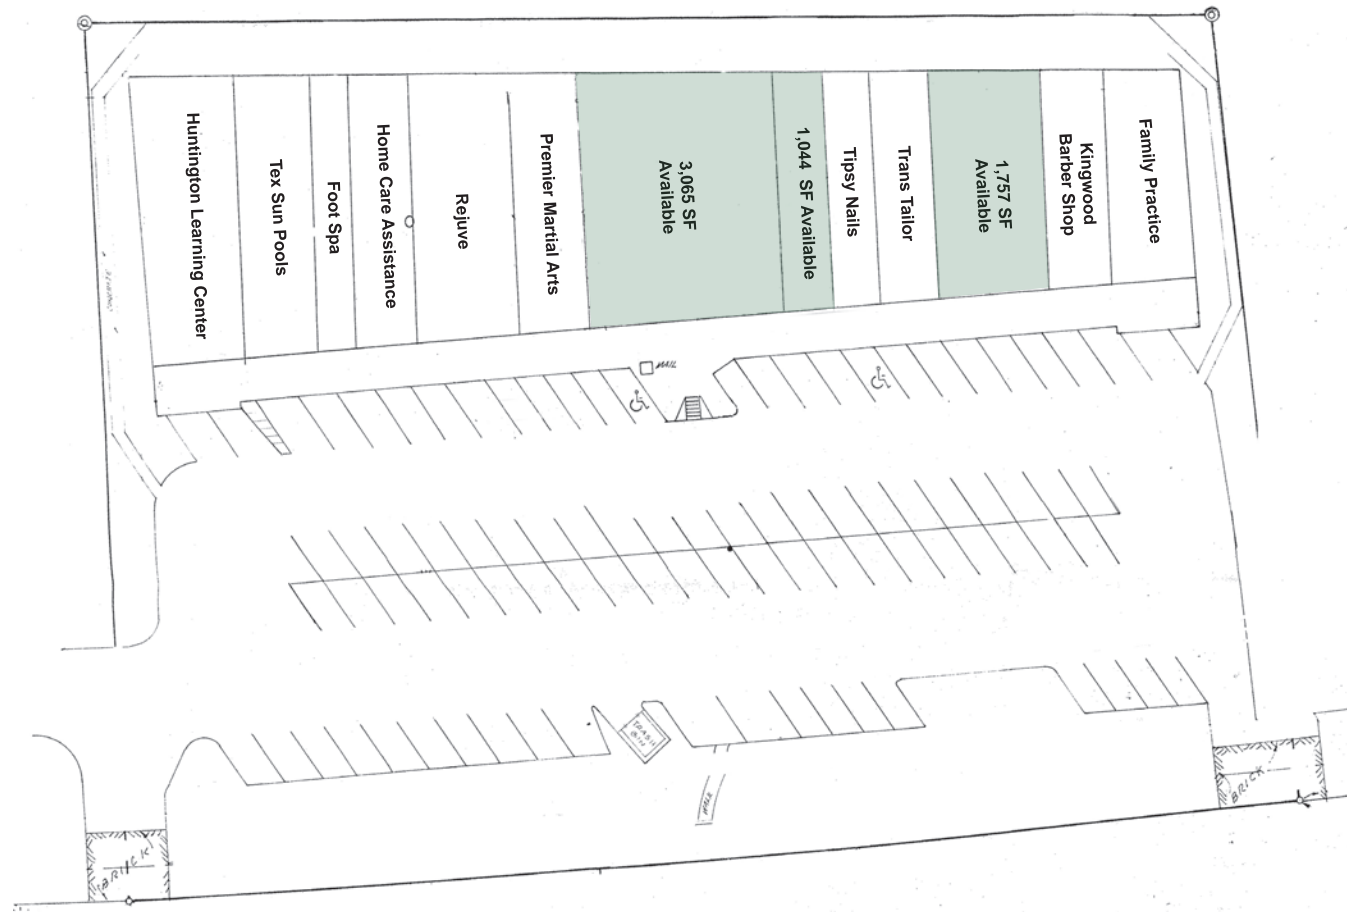 Huntington Learning Center
Tex Sun Pools
Foot Spa
Home Care Assistance
Rejuve
Premier Martial Arts
3,065 SF
Available
1,044 SF Available
Tipsy Nails
Trans Tailor
1,757 SF
Available
Kingwood
Barber Shop
Family Practice
MAIL
TRASH
BIN
BRICK
BRICK